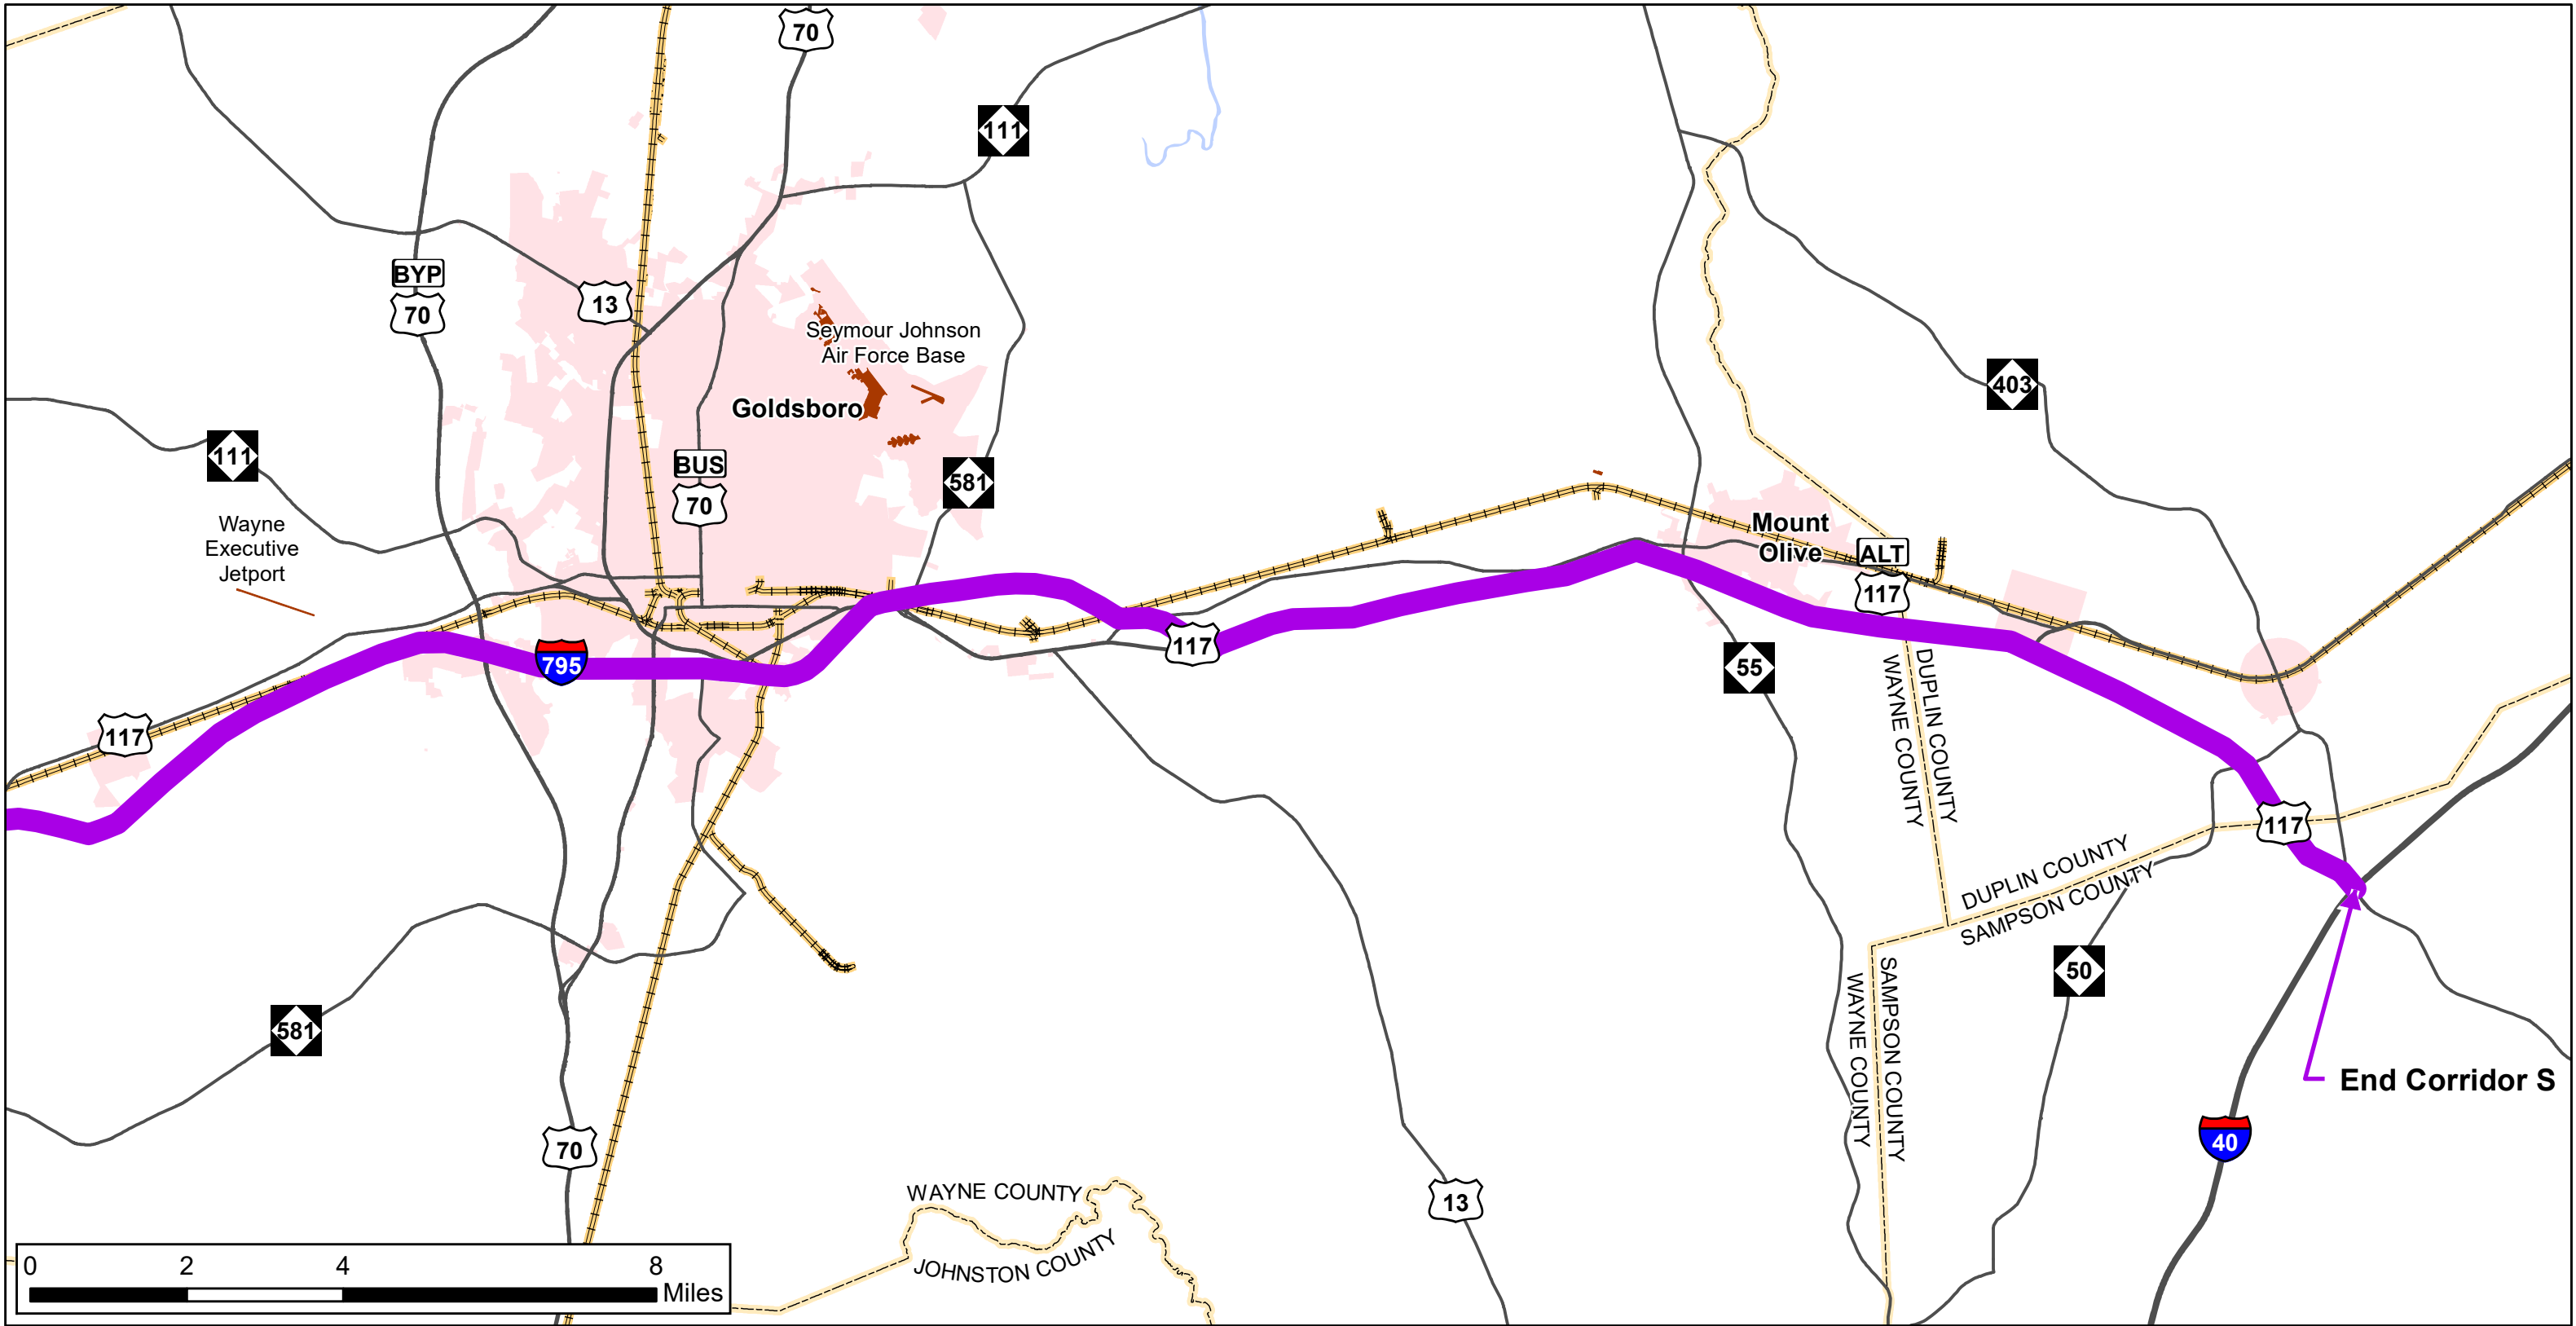 70
111
BYP
70
13
Seymour Johnson
Air Force Base
403
Goldsboro
111
BUS
70
581
Wayne
Executive
Jetport
Mount
Olive
ALT
117
117
795
55
117
DUPLIN COUNTY
WAYNE COUNTY
117
DUPLIN COUNTY
SAMPSON COUNTY
50
SAMPSON COUNTY
WAYNE COUNTY
581
End Corridor S
40
70
WAYNE COUNTY
JOHNSTON COUNTY
13
0 2 4 8
Miles